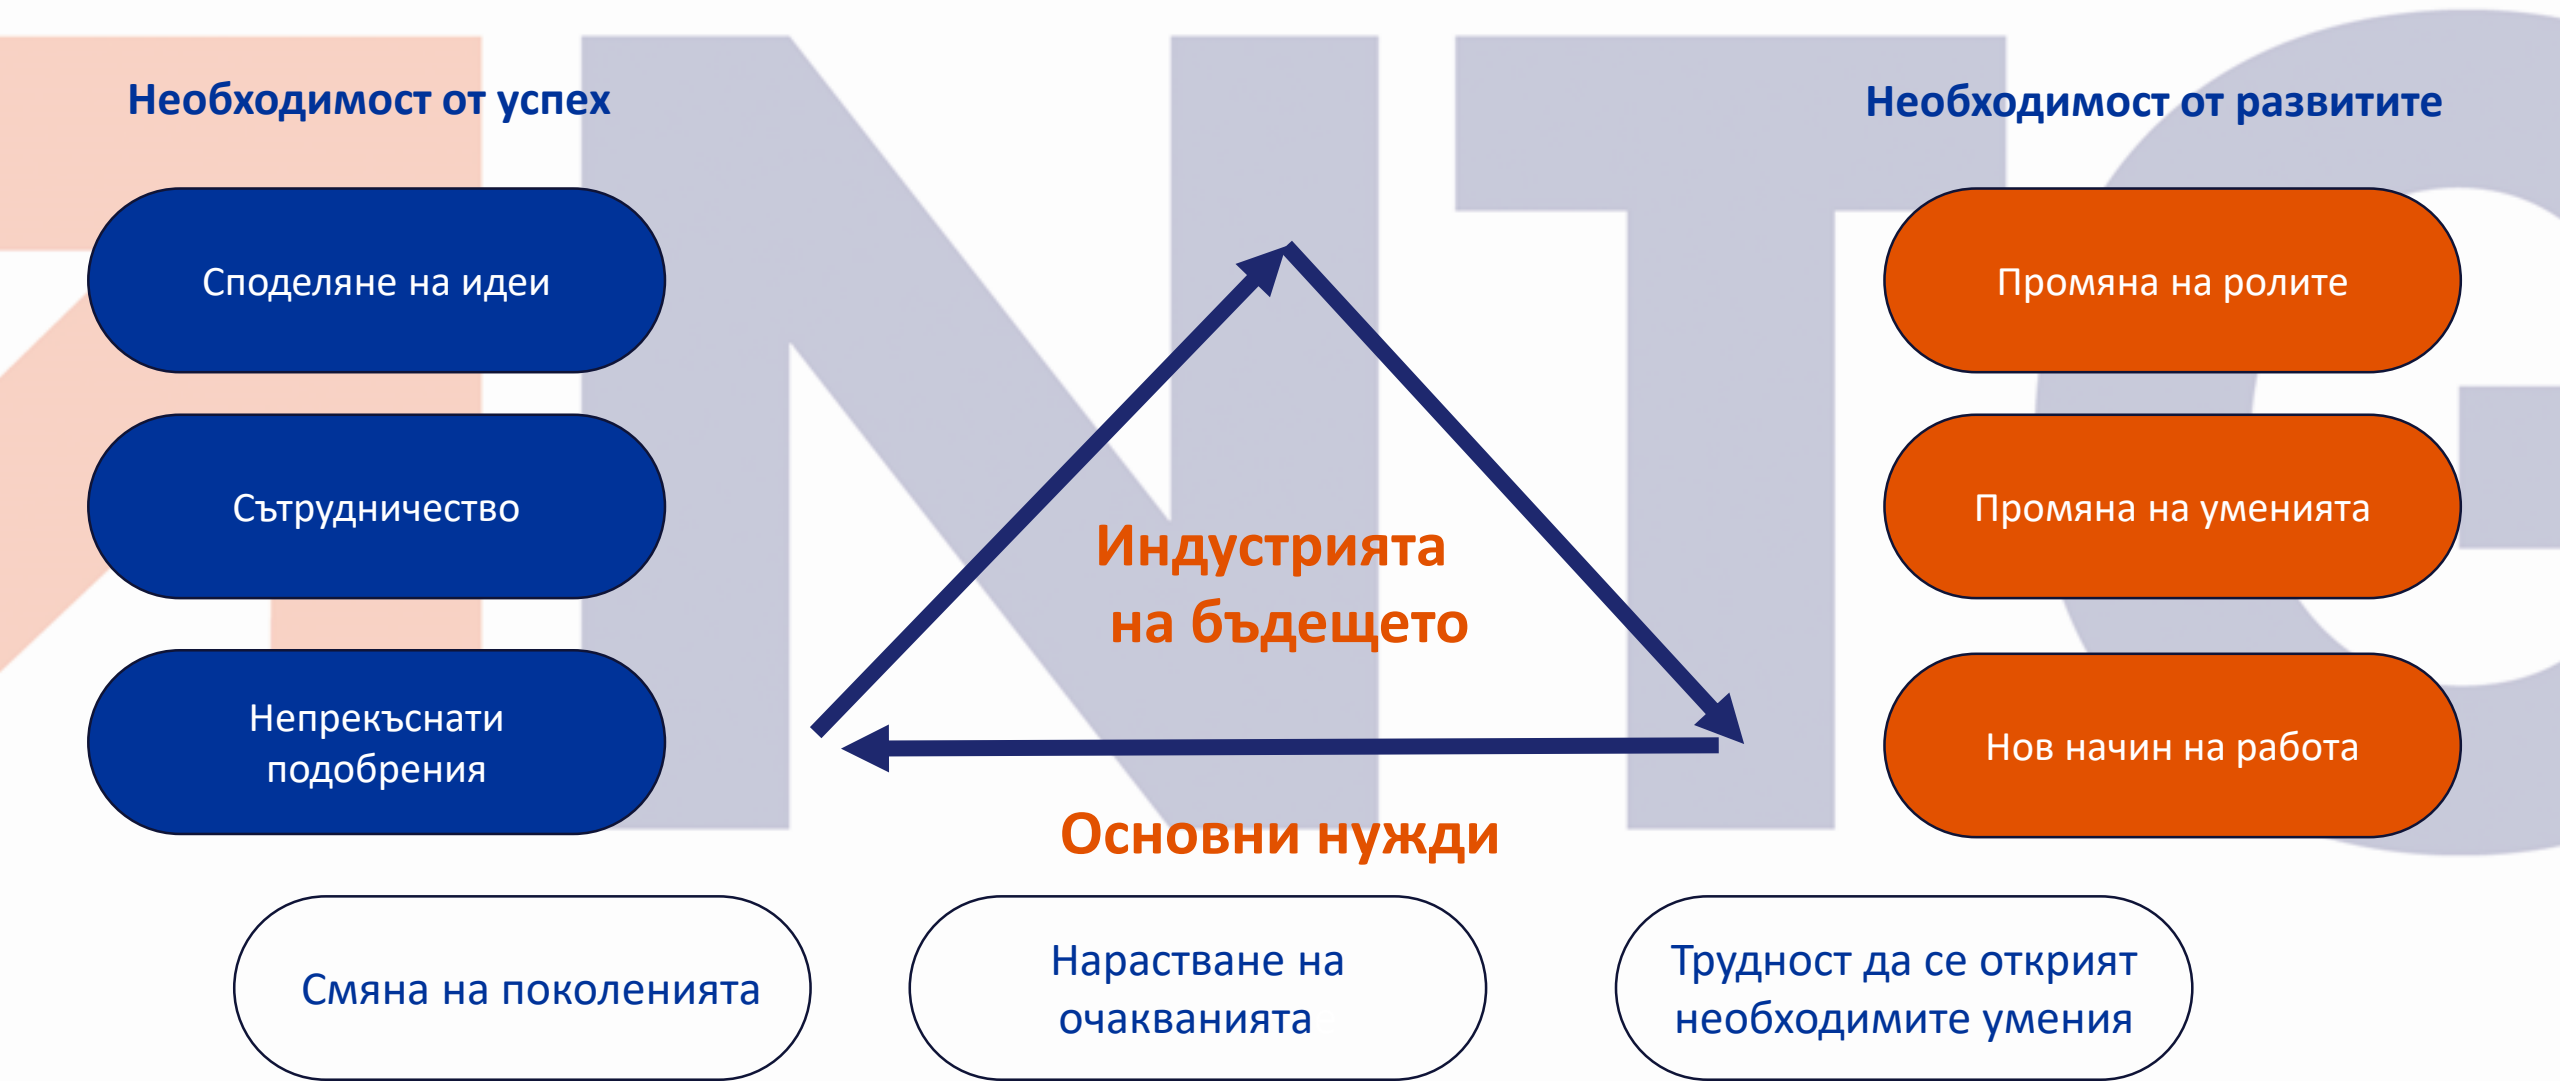 Необходимост от успех
Споделяне на идеи
Сътрудничество
Непрекъснати
подобрения
Индустрията
на бъдещето
Необходимост от развитите
Промяна на ролите
Промяна на уменията
Нов начин на работа
Основни нужди
Смяна на поколенията
Нарастване на
очакванията
Трудност да се открият
необходимите умения